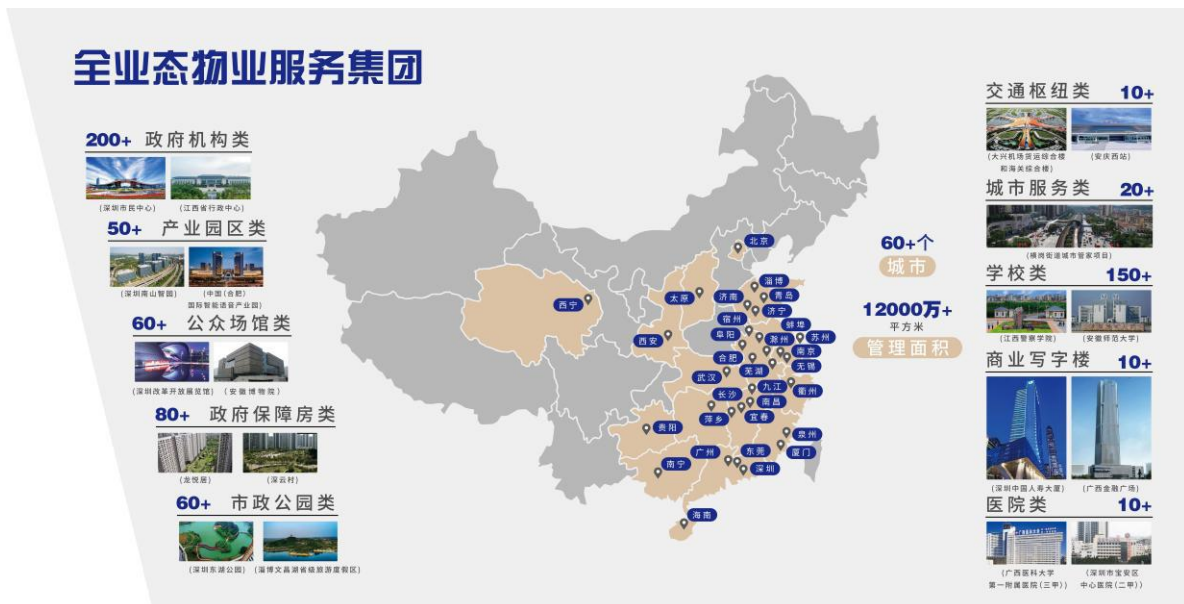 全业态物业服务集团
200+ 政府机构类
(深圳市民中心)
(江西省行政中心)
50+ 产业园区类
(深圳南山智园)
(中国(合肥)
国际智能语音产业园)
60+ 公众场馆类
(深圳改革开放展览馆)
(安徽博物院)
80+ 政府保障房类
(龙悦居)
(深云村)
60+ 市政公园类
(深圳东湖公园)
(淄博文昌湖省级旅游度假区)
北京
淄博
太原
济南
青岛
西宁
济宁
宿州
蚌埠
西安
阜阳
滁州
苏州
合肥
南京
芜湖
无锡
武汉
九江
衢州
长沙
南昌
萍乡
宜春
贵阳
泉州
广州
东莞
厦门
南宁
深圳
海南
60+个
城市
12000万+
平方米
管理面积
交通枢纽类 10+
(大兴机场货运综合楼
和海关综合楼)
(安庆西站)
城市服务类 20+
(横岗街道城市管家项目)
学校类 150+
(江西警察学院)
(安徽师范大学)
商业写字楼 10+
(深圳中国人寿大厦)
(广西金融广场)
医院类 10+
(广西医科大学
第一附属医院(三甲))
(深圳市宝安区
中心医院(二甲))